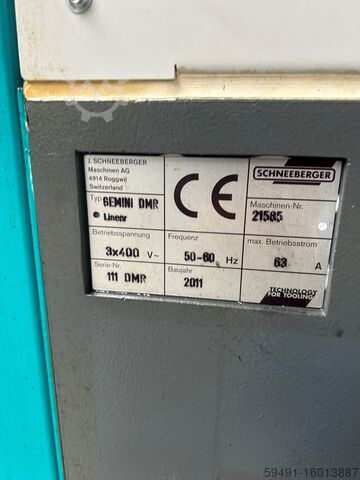 J. SCHNEEBERGER
Maschinen AG
4914 Roggwil
Switzerland
Typ GEMINI DMR
Linear
CE
SCHNEEBERGER
Maschinen-Nr.
21565
Betriebsspannung
3x400 V~
Frequenz
50-60 Hz
max. Betriebsstrom
63 A
Serie-Nr.
111 DMR
Baujahr
2011
TECHNOLOGY
FOR TOOLING
59491-16013887